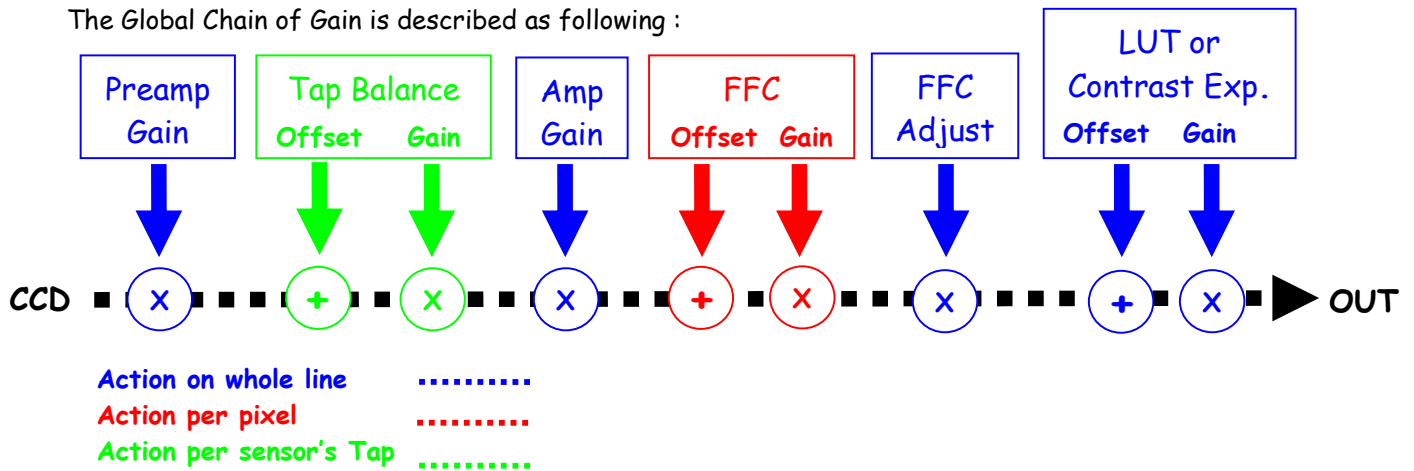 The Global Chain of Gain is described as following :
Preamp
Gain
Tap Balance
Offset Gain
Amp
Gain
FFC
Offset Gain
FFC
Adjust
LUT or
Contrast Exp.
Offset Gain
CCD X + X X + X X + X OUT
Action on whole line
Action per pixel
Action per sensor's Tap